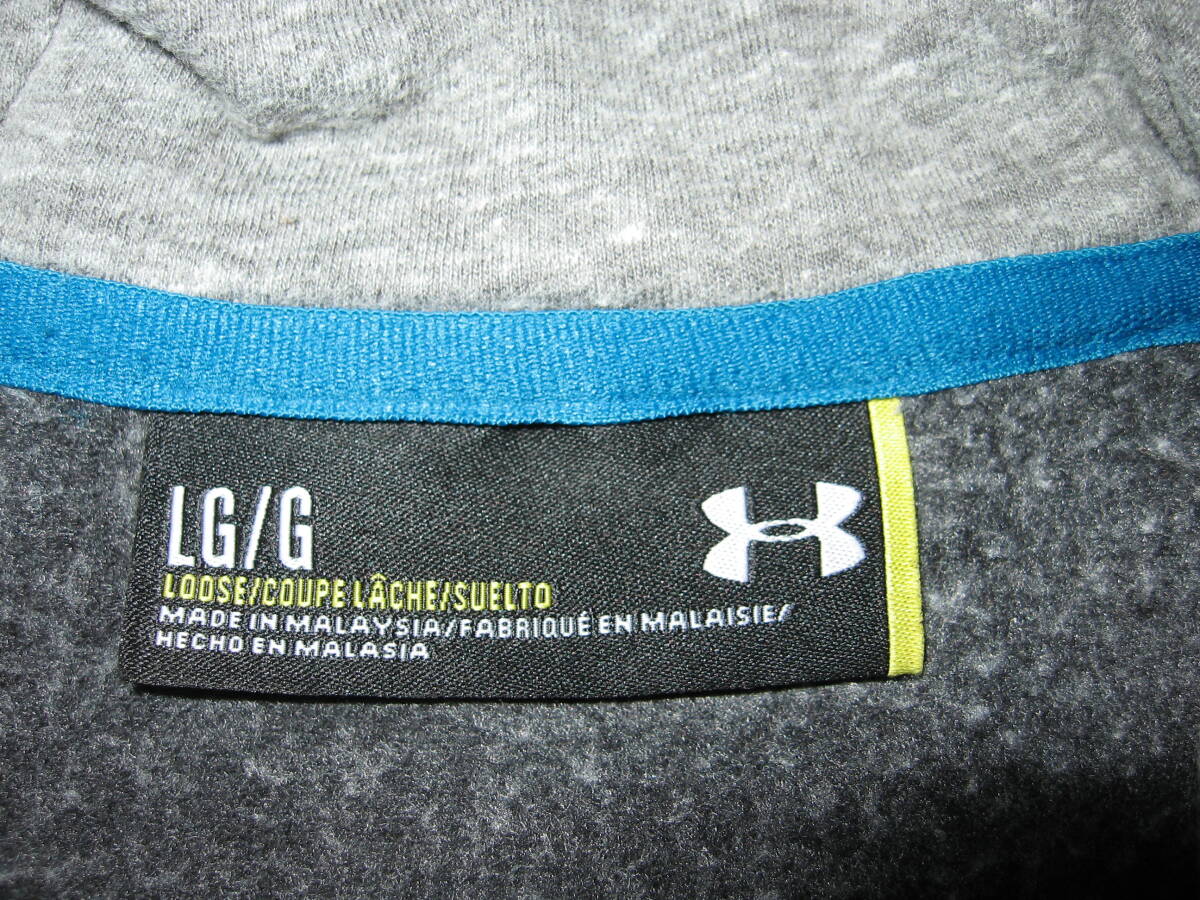 LG/G
LOOSE/COUPE LÂCHE/SUELTO
MADE IN MALAYSIA/FABRIQUÉ EN MALAISIE/
HECHO EN MALASIA